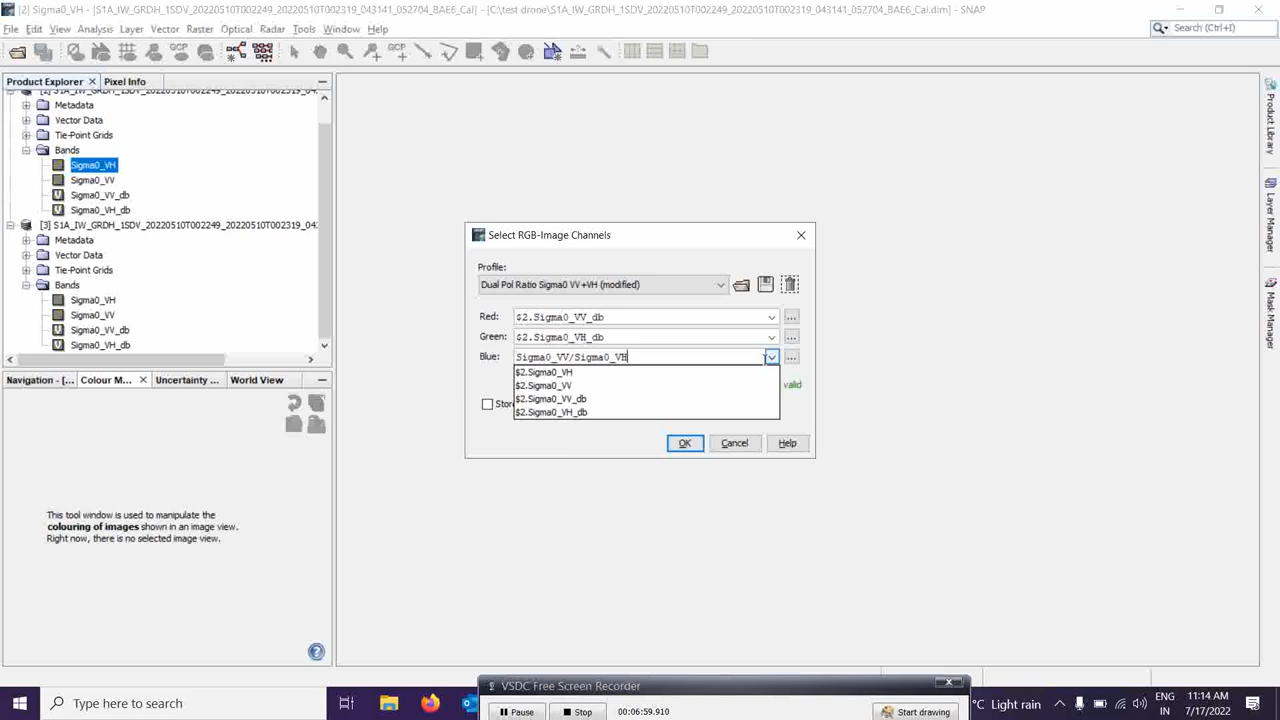 [2] Sigma0_VH - [S1A_IW_GRDH_1SDV_20220510T002249_20220510T002319_043141_052704_BAE6_Cal] - [C:\test drone\S1A_IW_GRDH_1SDV_20220510T002249_20220510T002319_043141_052704_BAE6_Cal.dim] - SNAP
File Edit View Analysis Layer Vector Raster Optical Radar Tools Window Help
Search (Ctrl+I)
Product Explorer Pixel Info
[2] S1A_IW_GRDH_1SDV_20220510T002249_20220510T002319_043
Metadata
Vector Data
Tie-Point Grids
Bands
Sigma0_VH
Sigma0_VV
Sigma0_VV_db
Sigma0_VH_db
[3] S1A_IW_GRDH_1SDV_20220510T002249_20220510T002319_043
Metadata
Vector Data
Tie-Point Grids
Bands
Sigma0_VH
Sigma0_VV
Sigma0_VV_db
Sigma0_VH_db
Navigation - [... Colour M... Uncertainty ... World View
This tool window is used to manipulate the
colouring of images shown in an image view.
Right now, there is no selected image view.
Select RGB-Image Channels
Profile:
Dual Pol Ratio Sigma0 VV+VH (modified)
Red: $2.Sigma0_VV_db ...
Green: $2.Sigma0_VH_db ...
Blue: Sigma0_VV/Sigma0_VH ...
$2.Sigma0_VH
$2.Sigma0_VV
$2.Sigma0_VV_db
$2.Sigma0_VH_db
valid
Stor
OK Cancel Help
Product Library
Layer Manager
Mask Manager
VSDC Free Screen Recorder
Pause Stop 00:06:59.910 Start drawing
Type here to search
°C Light rain
ENG
IN
11:14 AM
7/17/2022